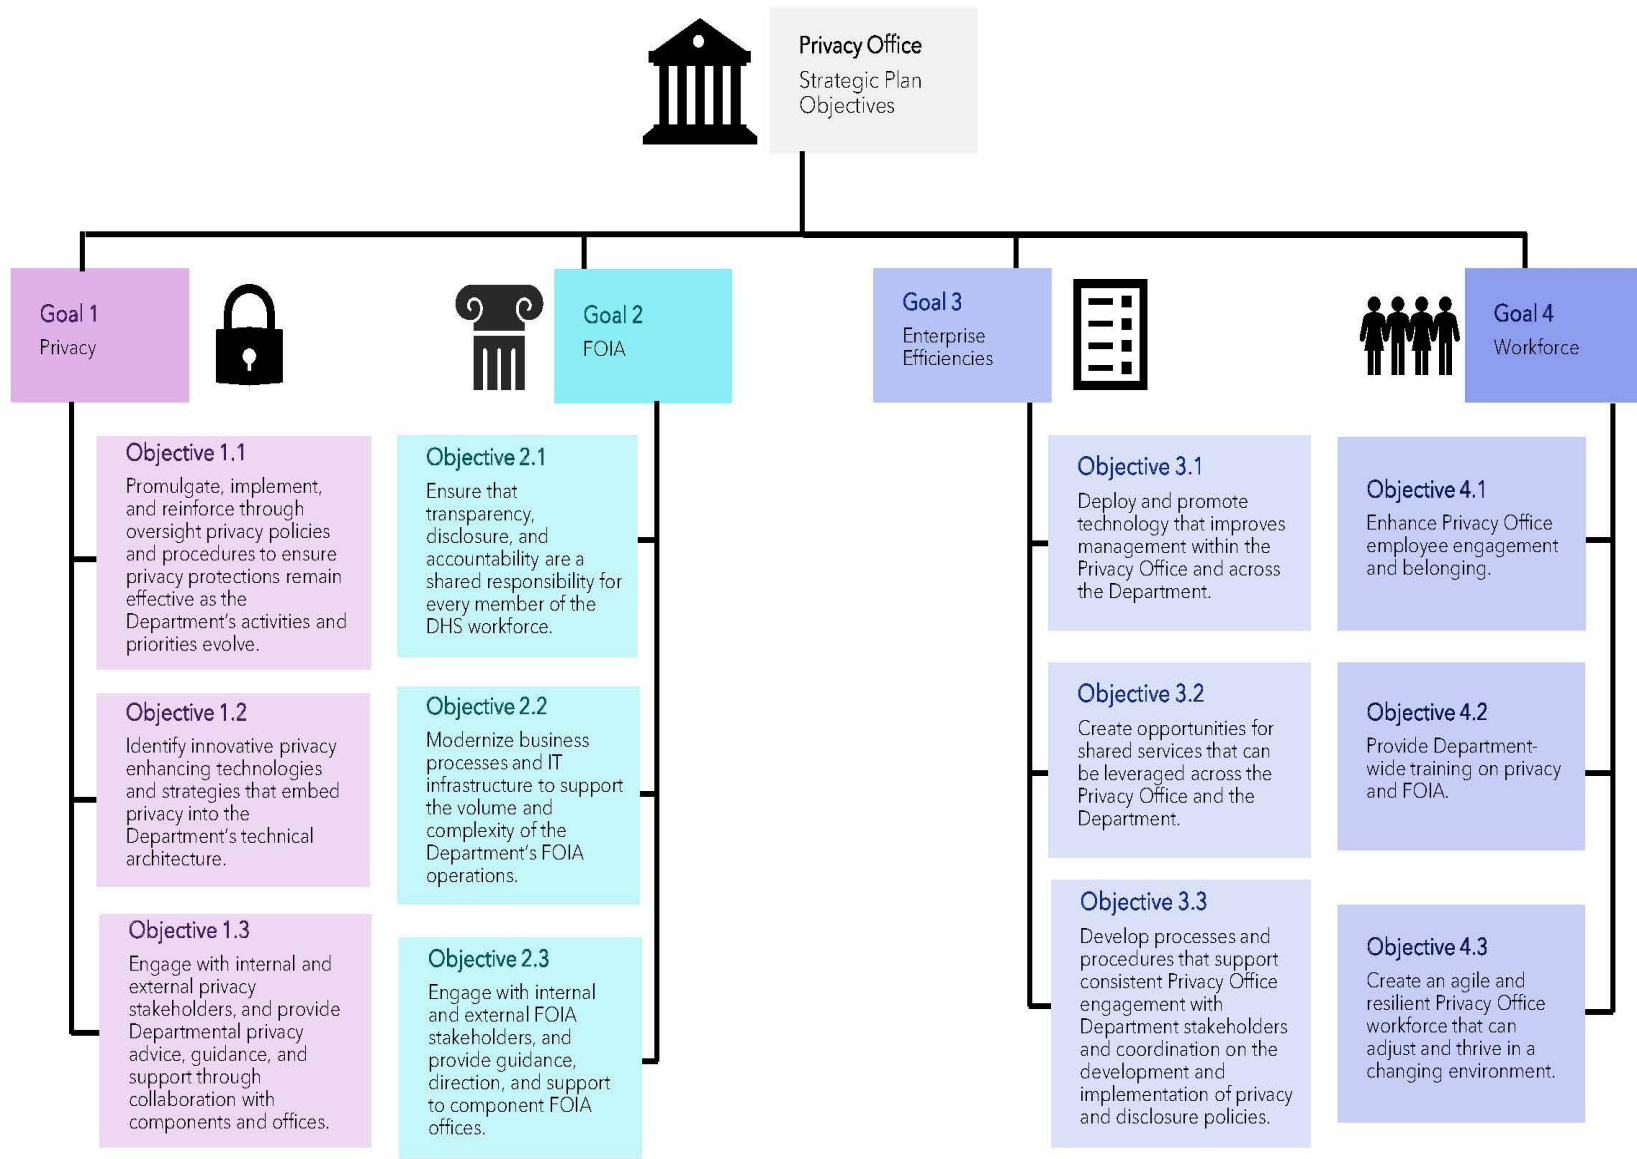 Privacy Office
Strategic Plan
Objectives
Goal 1
Privacy
Goal 2
FOIA
Goal 3
Enterprise
Efficiencies
Goal 4
Workforce
Objective 1.1
Promulgate, implement,
and reinforce through
oversight privacy policies
and procedures to ensure
privacy protections remain
effective as the
Department's activities and
priorities evolve.
Objective 1.2
Identify innovative privacy
enhancing technologies
and strategies that embed
privacy into the
Department's technical
architecture.
Objective 1.3
Engage with internal and
external privacy
stakeholders, and provide
Departmental privacy
advice, guidance, and
support through
collaboration with
components and offices.
Objective 2.1
Ensure that
transparency,
disclosure, and
accountability are a
shared responsibility for
every member of the
DHS workforce.
Objective 2.2
Modernize business
processes and IT
infrastructure to support
the volume and
complexity of the
Department's FOIA
operations.
Objective 2.3
Engage with internal
and external FOIA
stakeholders, and
provide guidance,
direction, and support
to component FOIA
offices.
Objective 3.1
Deploy and promote
technology that improves
management within the
Privacy Office and across
the Department.
Objective 3.2
Create opportunities for
shared services that can
be leveraged across the
Privacy Office and the
Department.
Objective 3.3
Develop processes and
procedures that support
consistent Privacy Office
engagement with
Department stakeholders
and coordination on the
development and
implementation of privacy
and disclosure policies.
Objective 4.1
Enhance Privacy Office
employee engagement
and belonging.
Objective 4.2
Provide Department-
wide training on privacy
and FOIA.
Objective 4.3
Create an agile and
resilient Privacy Office
workforce that can
adjust and thrive in a
changing environment.